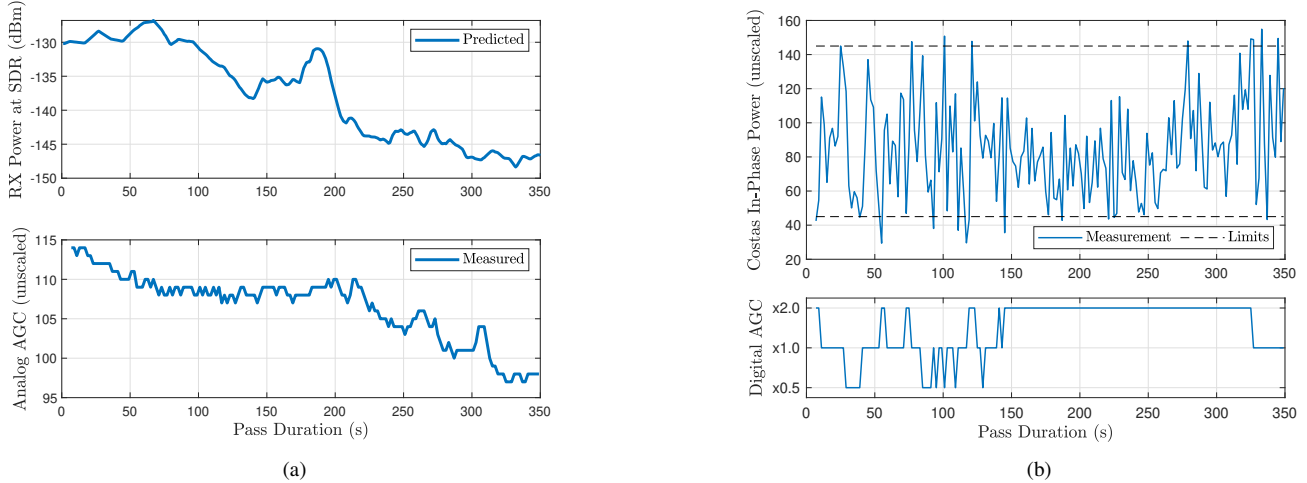 RX Power at SDR (dBm)
-130
-135
-140
-145
-150
Predicted
0 50 100 150 200 250 300 350
Analog AGC (unscaled)
115
110
105
100
95
Measured
0 50 100 150 200 250 300 350
Pass Duration (s)
(a)
Costas In-Phase Power (unscaled)
160
140
120
100
80
60
40
20
Measurement Limits
0 50 100 150 200 250 300 350
Digital AGC
x2.0
x1.0
x0.5
0 50 100 150 200 250 300 350
Pass Duration (s)
(b)